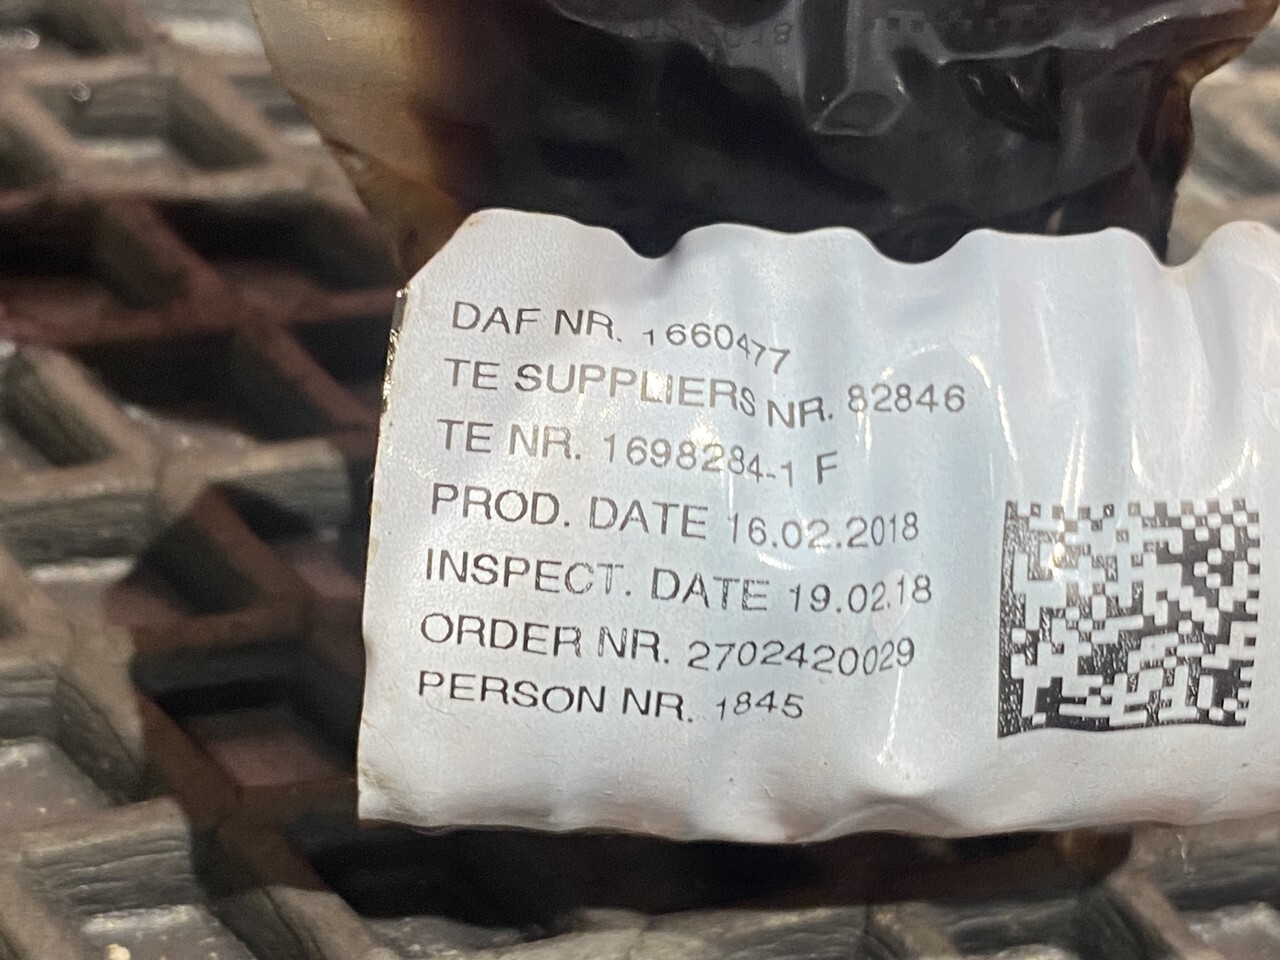 DAF NR. 1660477
TE SUPPLIERS NR. 82846
TE NR. 1698284-1 F
PROD. DATE 16.02.2018
INSPECT. DATE 19.02.18
ORDER NR. 2702420029
PERSON NR. 1845